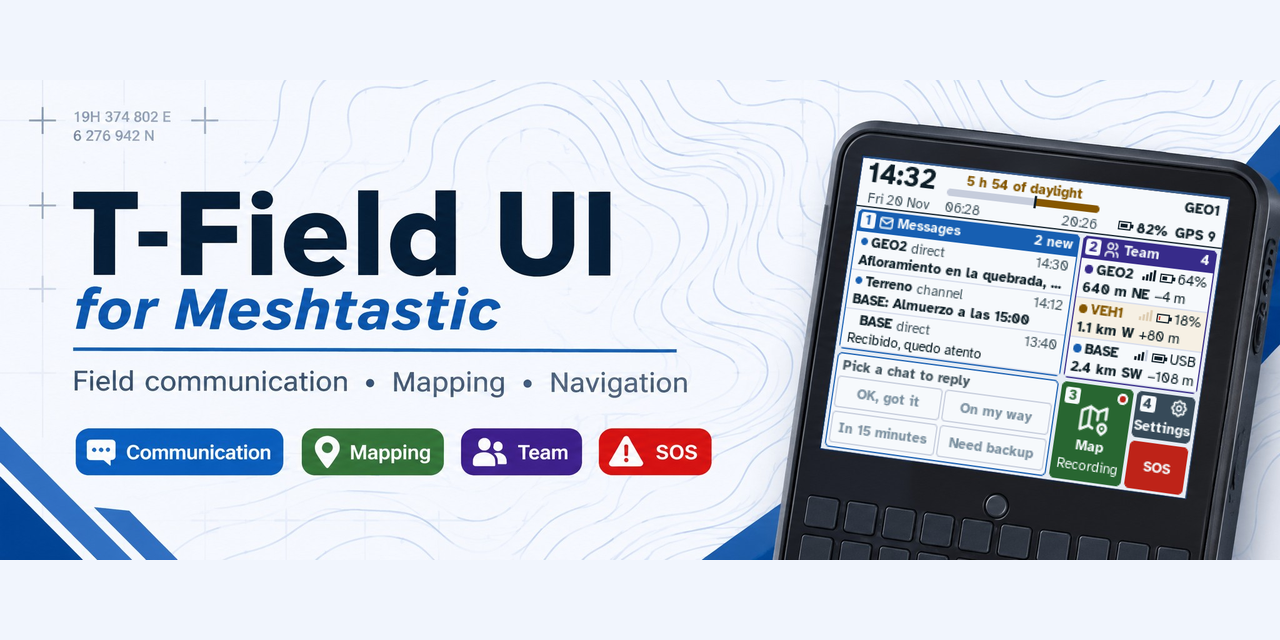 19H 374 802 E
6 276 942 N
T-Field UI
for Meshtastic
Field communication • Mapping • Navigation
Communication
Mapping
Team
SOS
14:32
5 h 54 of daylight
GEO1
Fri 20 Nov 06:28 20:26 82% GPS 9
1 Messages 2 new
GEO2 direct 14:30
Afloramiento en la quebrada, ...
Terreno channel 14:12
BASE: Almuerzo a las 15:00
BASE direct 13:40
Recibido, quedo atento
2 Team 4
GEO2 64%
640 m NE –4 m
VEH1 18%
1.1 km W +80 m
BASE USB
2.4 km SW –108 m
Pick a chat to reply
OK, got it
On my way
In 15 minutes
Need backup
3
Map
Recording
4
Settings
SOS